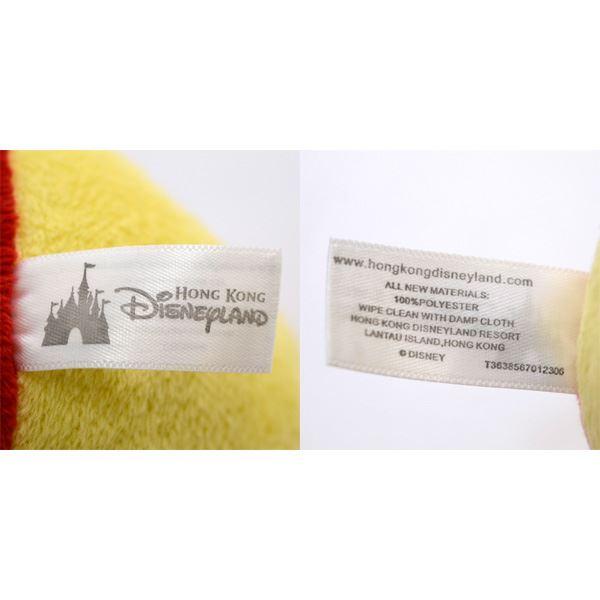 HONG KONG
DISNEYLAND
www.hongkongdisneyland.com
ALL NEW MATERIALS:
100%POLYESTER
WIPE CLEAN WITH DAMP CLOTH
HONG KONG DISNEYLAND RESORT
LANTAU ISLAND,HONG KONG
© DISNEY T3638567012306